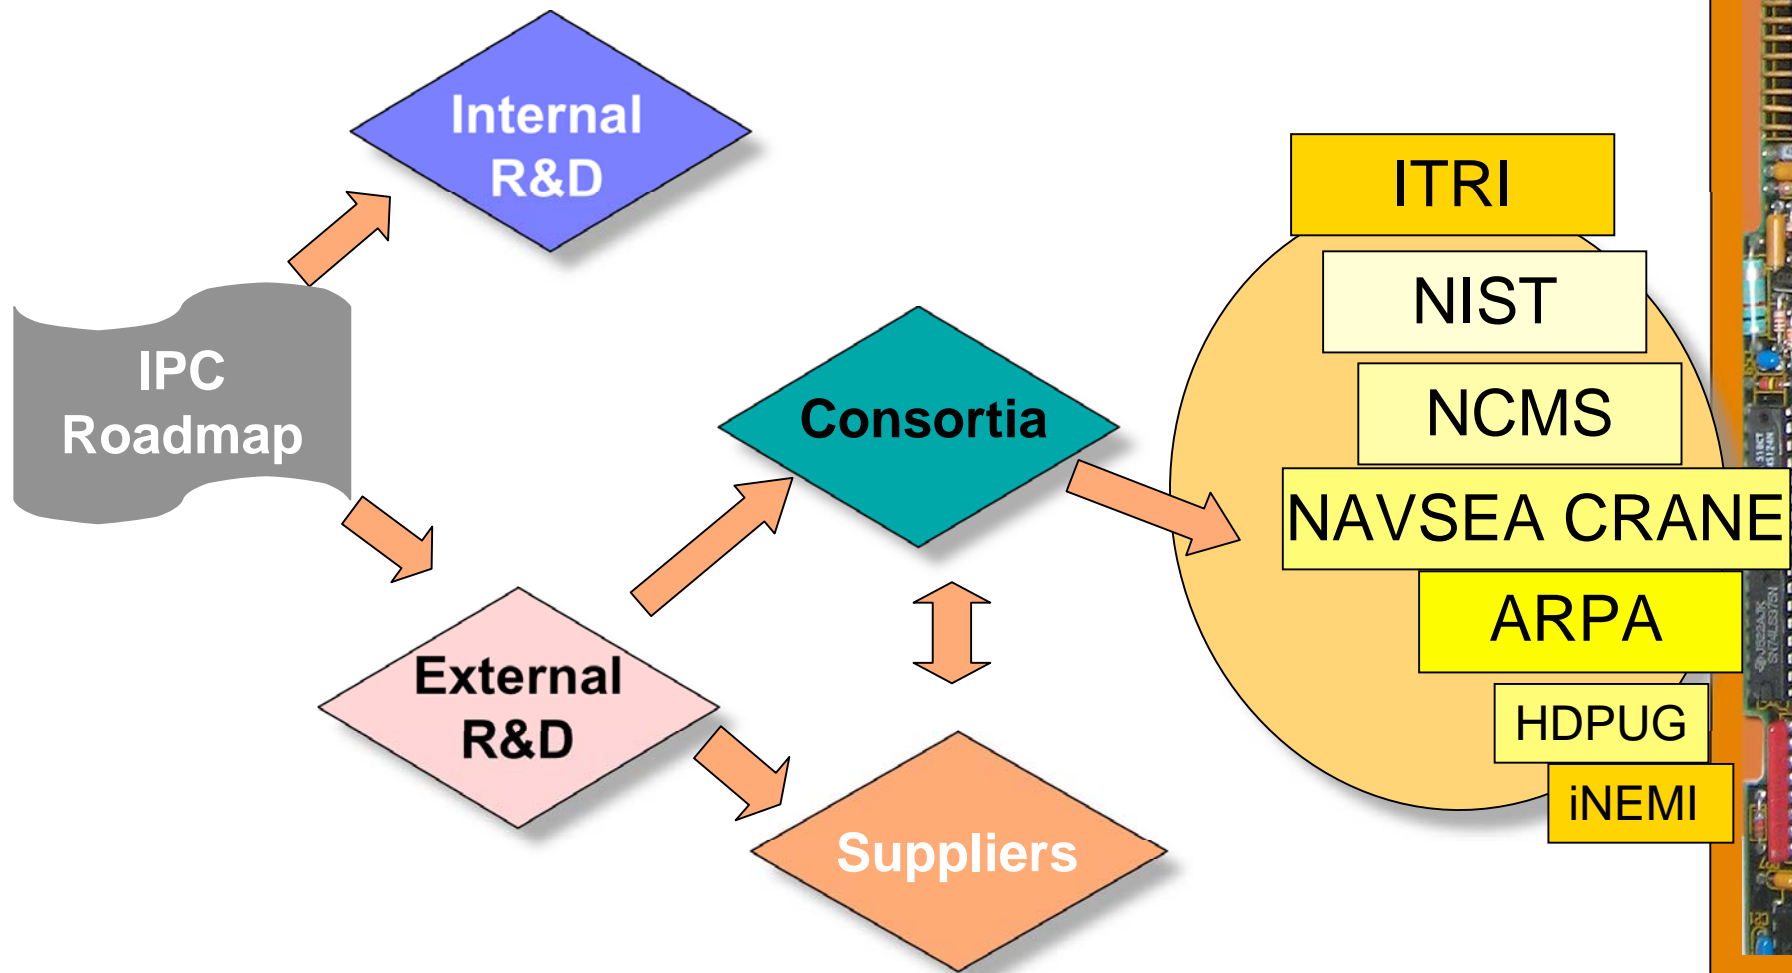 Internal
R&D
IPC
Roadmap
Consortia
External
R&D
Suppliers
ITRI
NIST
NCMS
NAVSEA CRANE
ARPA
HDPUG
iNEMI